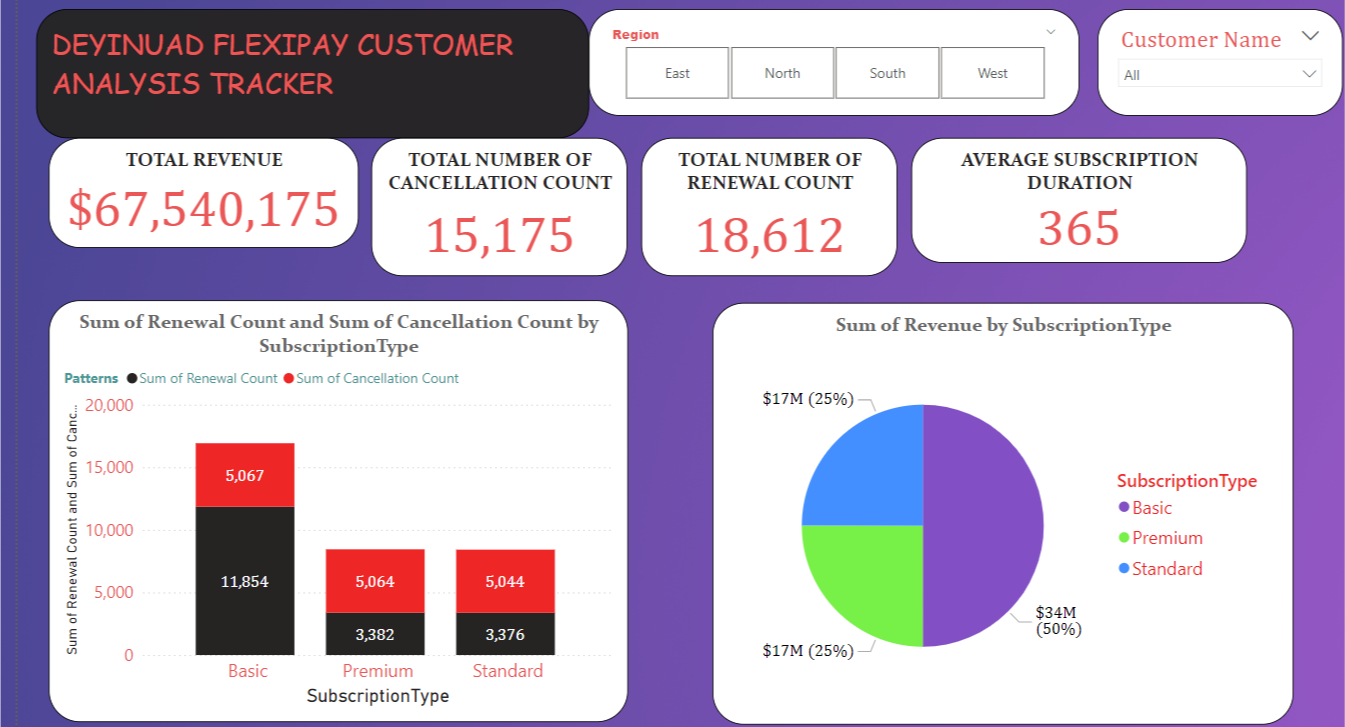 DEYINUAD FLEXIPAY CUSTOMER
ANALYSIS TRACKER
Region
East
North
South
West
Customer Name
All
TOTAL REVENUE
$67,540,175
TOTAL NUMBER OF
CANCELLATION COUNT
15,175
TOTAL NUMBER OF
RENEWAL COUNT
18,612
AVERAGE SUBSCRIPTION
DURATION
365
Sum of Renewal Count and Sum of Cancellation Count by
SubscriptionType
Patterns Sum of Renewal Count Sum of Cancellation Count
Sum of Renewal Count and Sum of Canc...
20,000
15,000
10,000
5,000
0
5,067
11,854
5,064
3,382
5,044
3,376
Basic
Premium
Standard
SubscriptionType
Sum of Revenue by SubscriptionType
$17M (25%)
$17M (25%)
$34M
(50%)
SubscriptionType
Basic
Premium
Standard